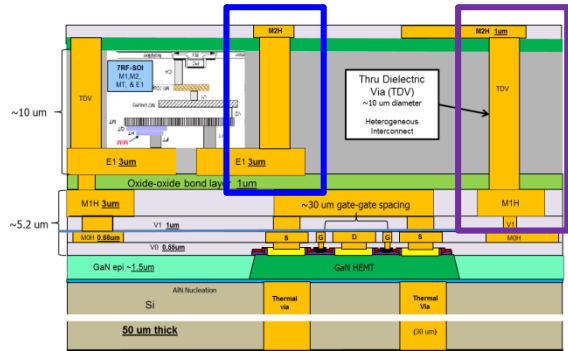 M2H
M2H 1um
7RF-SOI
M1,M2,
MT, & E1
~10 um
TDV
Thru Dielectric
Via (TDV)
~10 um diameter
Heterogeneous
Interconnect
TDV
E1 3um
E1 3um
Oxide-oxide bond layer 1um
M1H 3um
~30 um gate-gate spacing
M1H
~5.2 um
V1 1um
V1
M0H 0.68um
S
G
D
G
S
M0H
V0 0.55um
GaN epi ~1.5um
GaN HEMT
AlN Nucleation
Si
Thermal
via
Thermal
Via
50 um thick
(30 um)